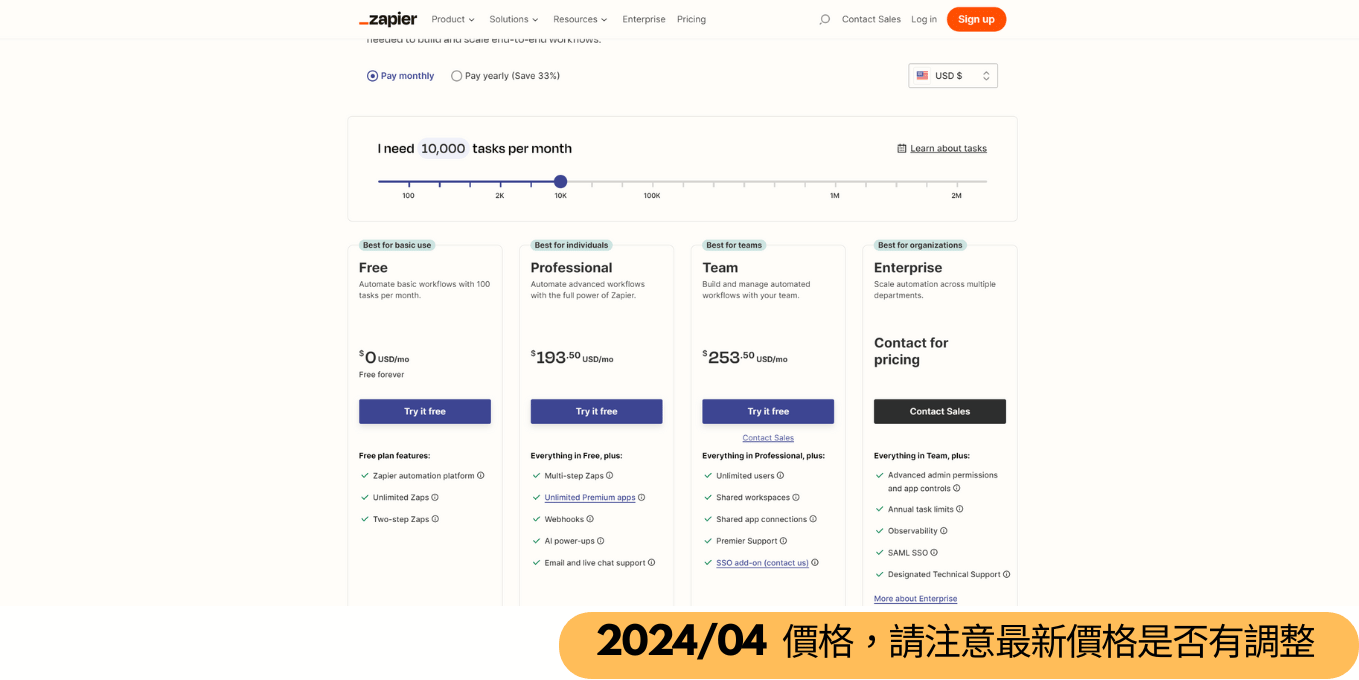 zapier Product Solutions Resources Enterprise Pricing Contact Sales Log in Sign up
needed to build and scale end-to-end workflows.
Pay monthly Pay yearly (Save 33%) USD $
I need 10,000 tasks per month Learn about tasks
100 2K 10K 100K 1M 2M
Best for basic use
Free
Automate basic workflows with 100
tasks per month.
$0 USD/mo
Free forever
Try it free
Free plan features:
Zapier automation platform
Unlimited Zaps
Two-step Zaps
Best for individuals
Professional
Automate advanced workflows
with the full power of Zapier.
$193.50 USD/mo
Try it free
Everything in Free, plus:
Multi-step Zaps
Unlimited Premium apps
Webhooks
AI power-ups
Email and live chat support
Best for teams
Team
Build and manage automated
workflows with your team.
$253.50 USD/mo
Try it free
Contact Sales
Everything in Professional, plus:
Unlimited users
Shared workspaces
Shared app connections
Premier Support
SSO add-on (contact us)
Best for organizations
Enterprise
Scale automation across multiple
departments.
Contact for
pricing
Contact Sales
Everything in Team, plus:
Advanced admin permissions
and app controls
Annual task limits
Observability
SAML SSO
Designated Technical Support
More about Enterprise
2024/04 價格，請注意最新價格是否有調整